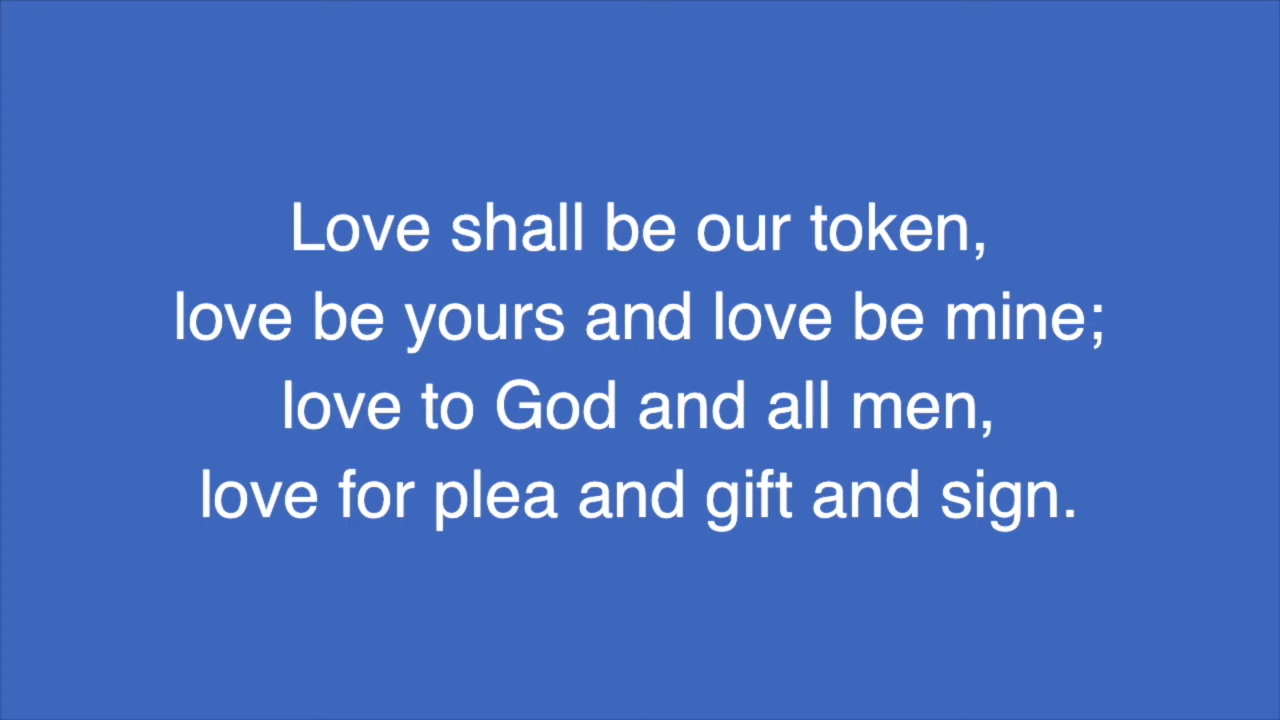 Love shall be our token,
love be yours and love be mine;
love to God and all men,
love for plea and gift and sign.